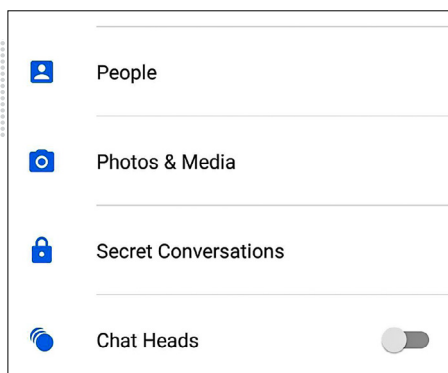 People
Photos & Media
Secret Conversations
Chat Heads